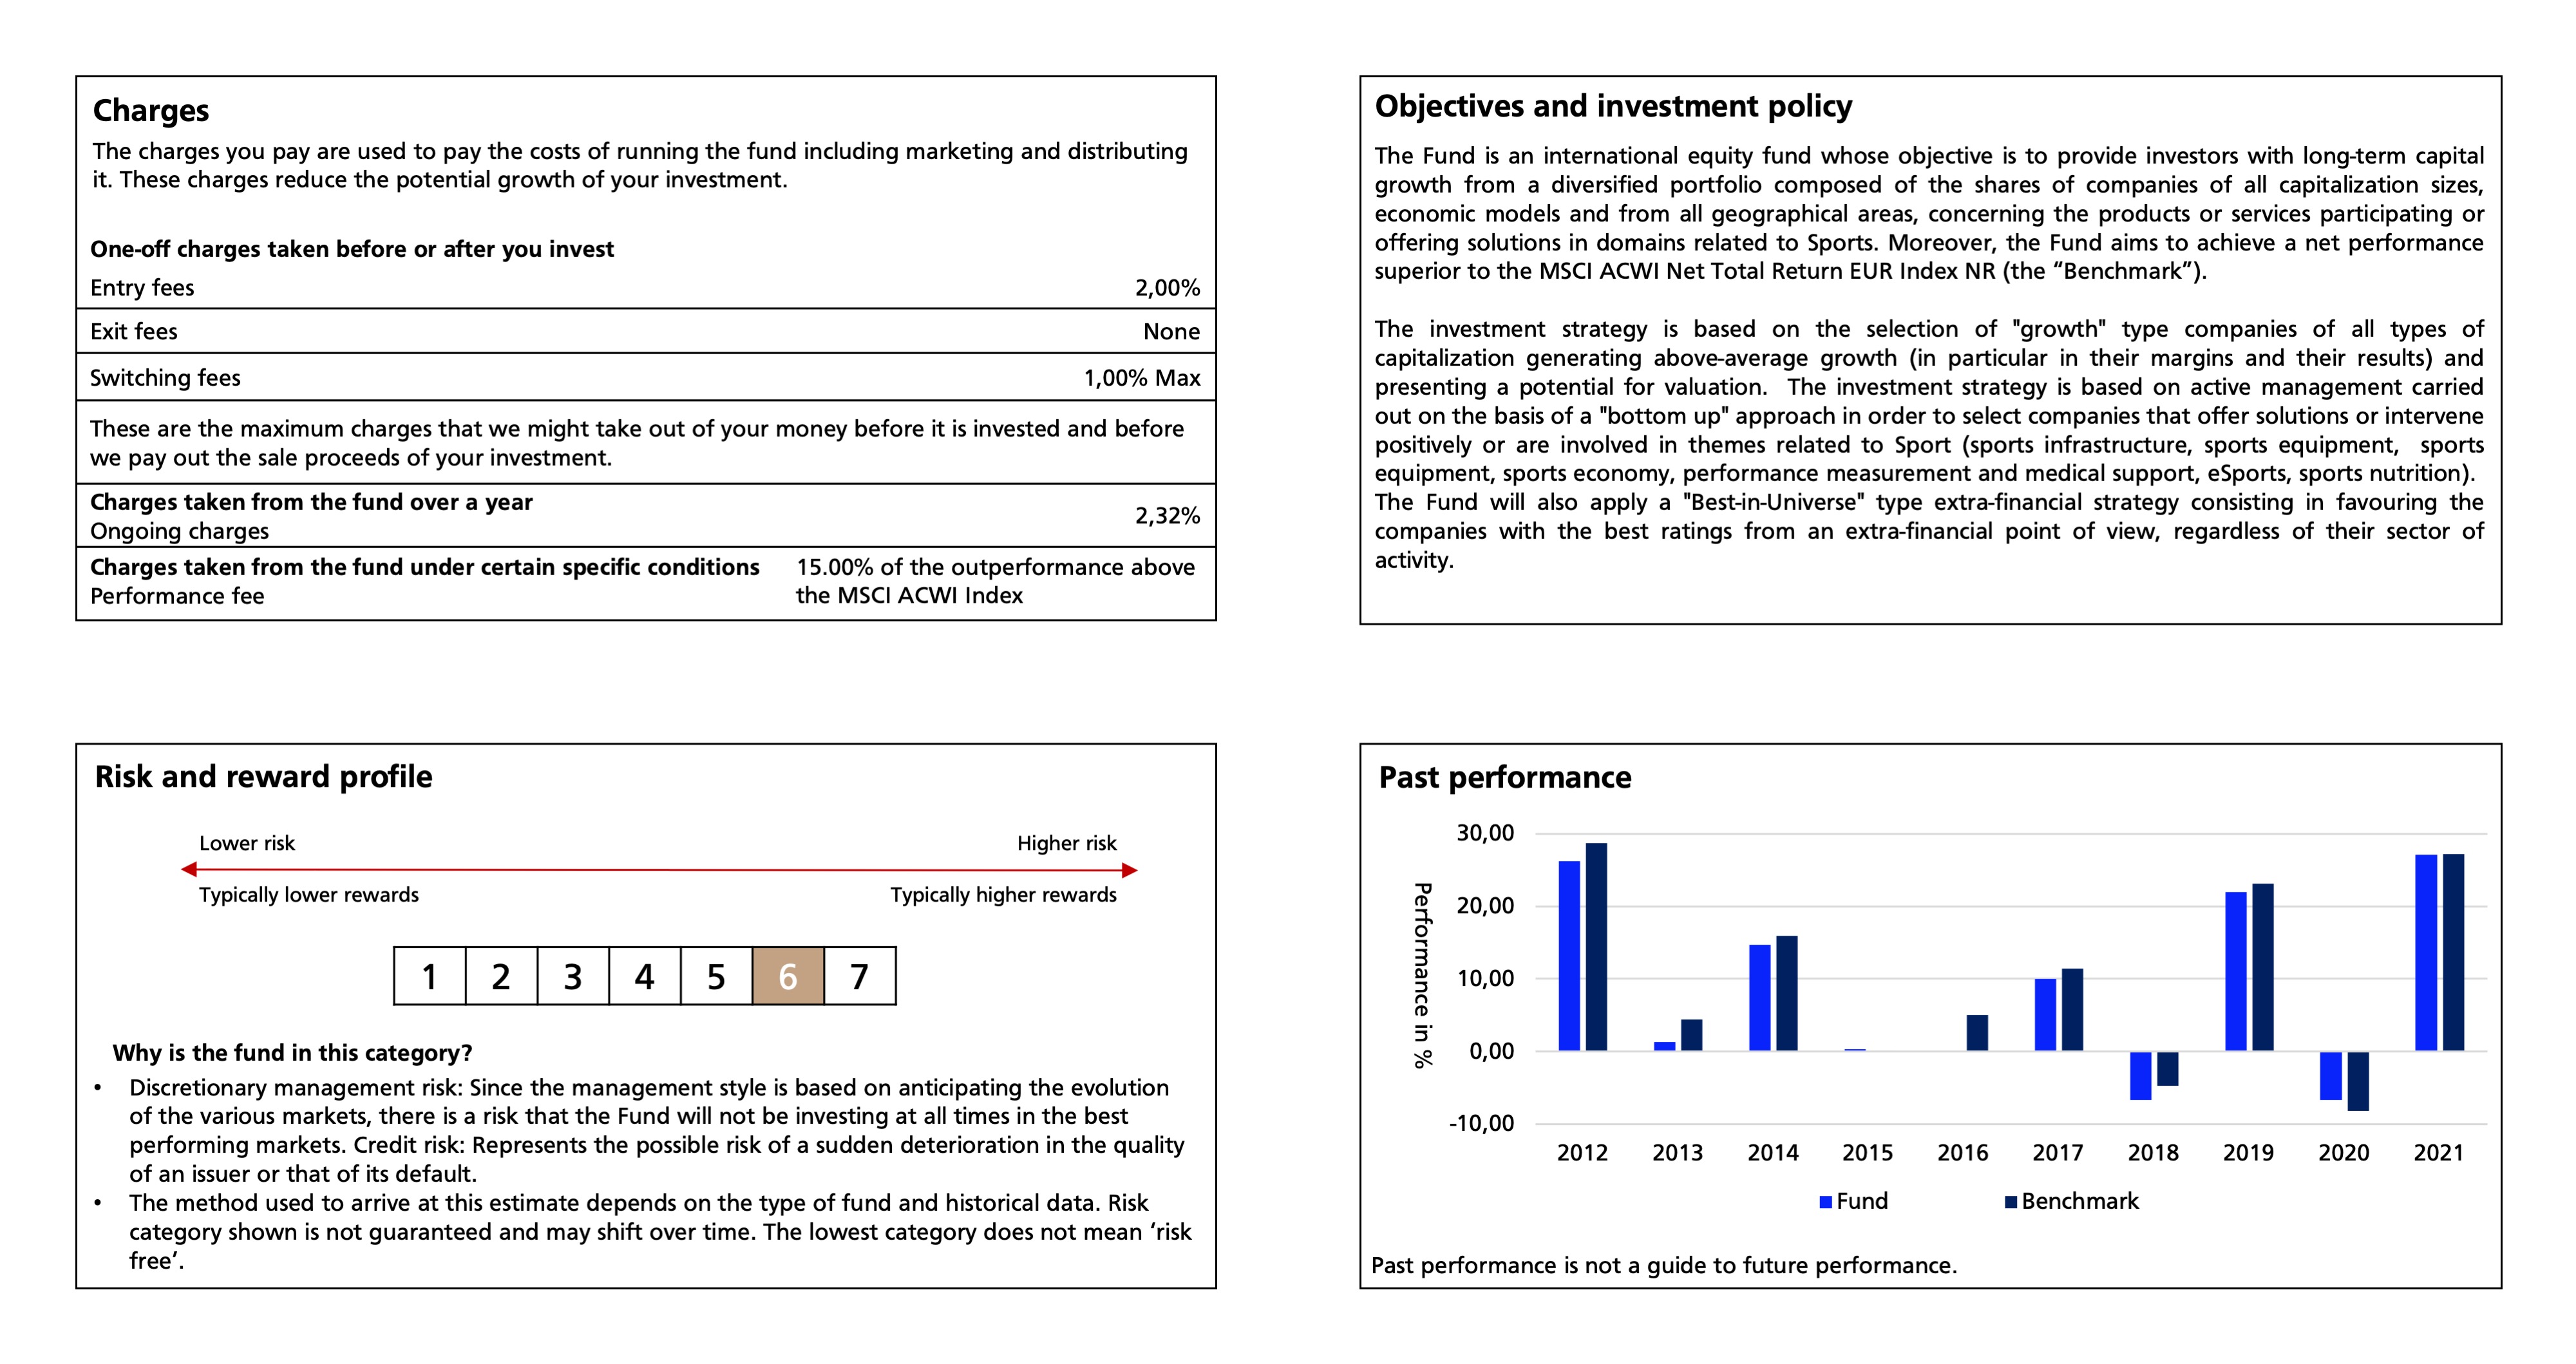 Charges
The charges you pay are used to pay the costs of running the fund including marketing and distributing
it. These charges reduce the potential growth of your investment.
One-off charges taken before or after you invest
Entry fees 2,00%
Exit fees None
Switching fees 1,00% Max
These are the maximum charges that we might take out of your money before it is invested and before
we pay out the sale proceeds of your investment.
Charges taken from the fund over a year
Ongoing charges 2,32%
Charges taken from the fund under certain specific conditions
Performance fee
15.00% of the outperformance above
the MSCI ACWI Index
Objectives and investment policy
The Fund is an international equity fund whose objective is to provide investors with long-term capital
growth from a diversified portfolio composed of the shares of companies of all capitalization sizes,
economic models and from all geographical areas, concerning the products or services participating or
offering solutions in domains related to Sports. Moreover, the Fund aims to achieve a net performance
superior to the MSCI ACWI Net Total Return EUR Index NR (the “Benchmark”).
The investment strategy is based on the selection of "growth" type companies of all types of
capitalization generating above-average growth (in particular in their margins and their results) and
presenting a potential for valuation. The investment strategy is based on active management carried
out on the basis of a "bottom up" approach in order to select companies that offer solutions or intervene
positively or are involved in themes related to Sport (sports infrastructure, sports equipment, sports
equipment, sports economy, performance measurement and medical support, eSports, sports nutrition).
The Fund will also apply a "Best-in-Universe" type extra-financial strategy consisting in favouring the
companies with the best ratings from an extra-financial point of view, regardless of their sector of
activity.
Risk and reward profile
Lower risk Higher risk
Typically lower rewards Typically higher rewards
1 2 3 4 5 6 7
Why is the fund in this category?
• Discretionary management risk: Since the management style is based on anticipating the evolution
of the various markets, there is a risk that the Fund will not be investing at all times in the best
performing markets. Credit risk: Represents the possible risk of a sudden deterioration in the quality
of an issuer or that of its default.
• The method used to arrive at this estimate depends on the type of fund and historical data. Risk
category shown is not guaranteed and may shift over time. The lowest category does not mean ‘risk
free’.
Past performance
Performance in %
30,00
20,00
10,00
0,00
-10,00
2012 2013 2014 2015 2016 2017 2018 2019 2020 2021
Fund Benchmark
Past performance is not a guide to future performance.